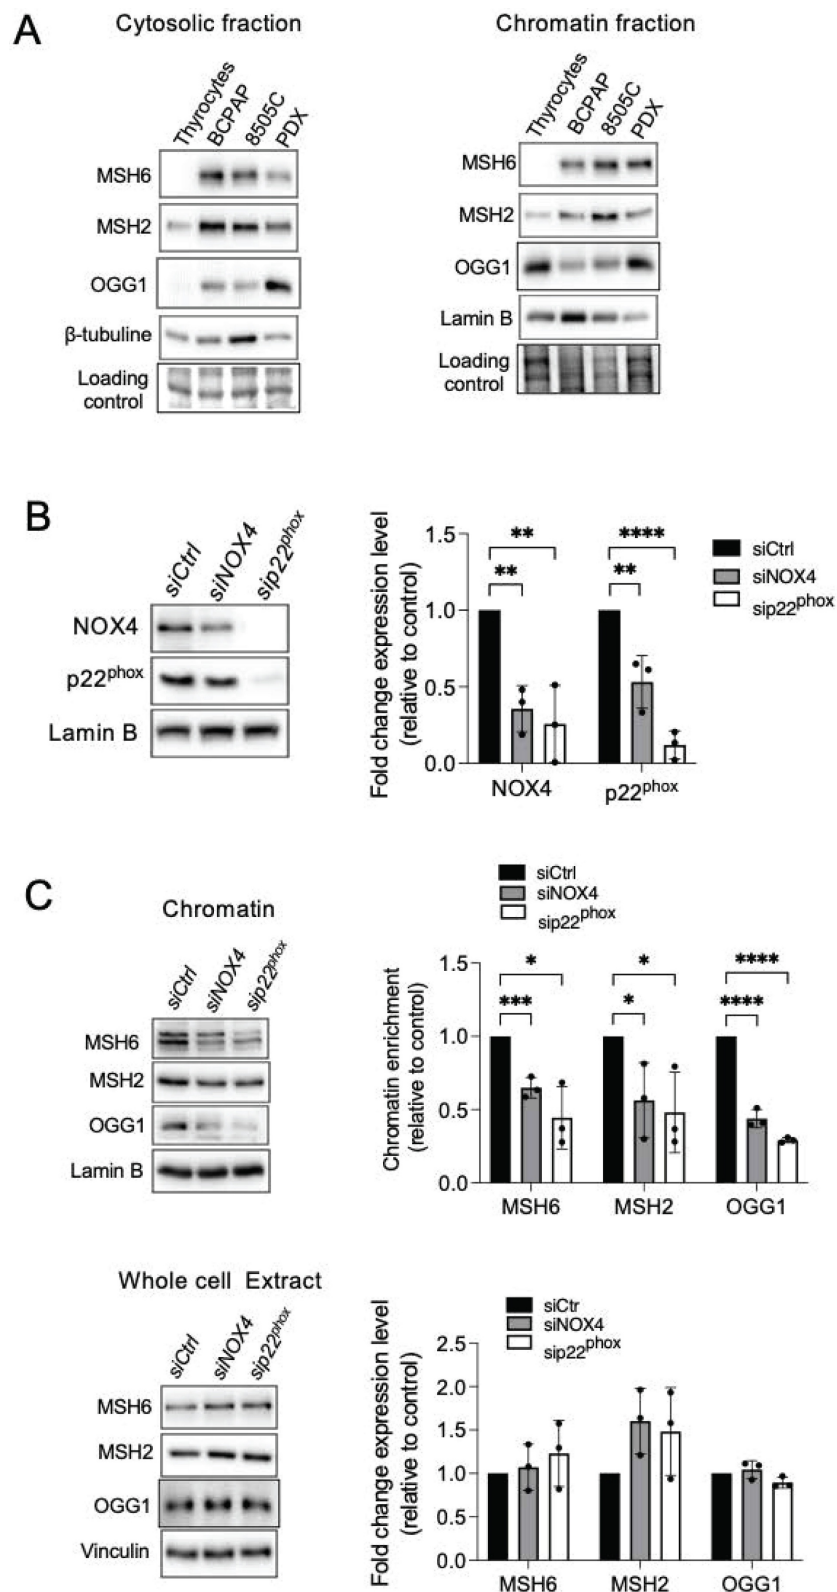 A
Cytosolic fraction
Chromatin fraction
Thyrocytes
BCPAP
8505C
PDX
Thyrocytes
BCPAP
8505C
PDX
MSH6
MSH2
OGG1
β-tubuline
Loading
control
MSH6
MSH2
OGG1
Lamin B
Loading
control
B
siCtrl
siNOX4
sip22phox
NOX4
p22phox
Lamin B
Fold change expression level
(relative to control)
1.5
1.0
0.5
0.0
**
**
****
**
NOX4
p22phox
siCtrl
siNOX4
sip22phox
C
Chromatin
siCtrl
siNOX4
sip22phox
MSH6
MSH2
OGG1
Lamin B
siCtrl
siNOX4
sip22phox
Chromatin enrichment
(relative to control)
1.5
1.0
0.5
0.0
*
***
*
*
****
****
MSH6
MSH2
OGG1
Whole cell Extract
siCtrl
siNOX4
sip22phox
MSH6
MSH2
OGG1
Vinculin
siCtr
siNOX4
sip22phox
Fold change expression level
(relative to control)
2.5
2.0
1.5
1.0
0.5
0.0
MSH6
MSH2
OGG1